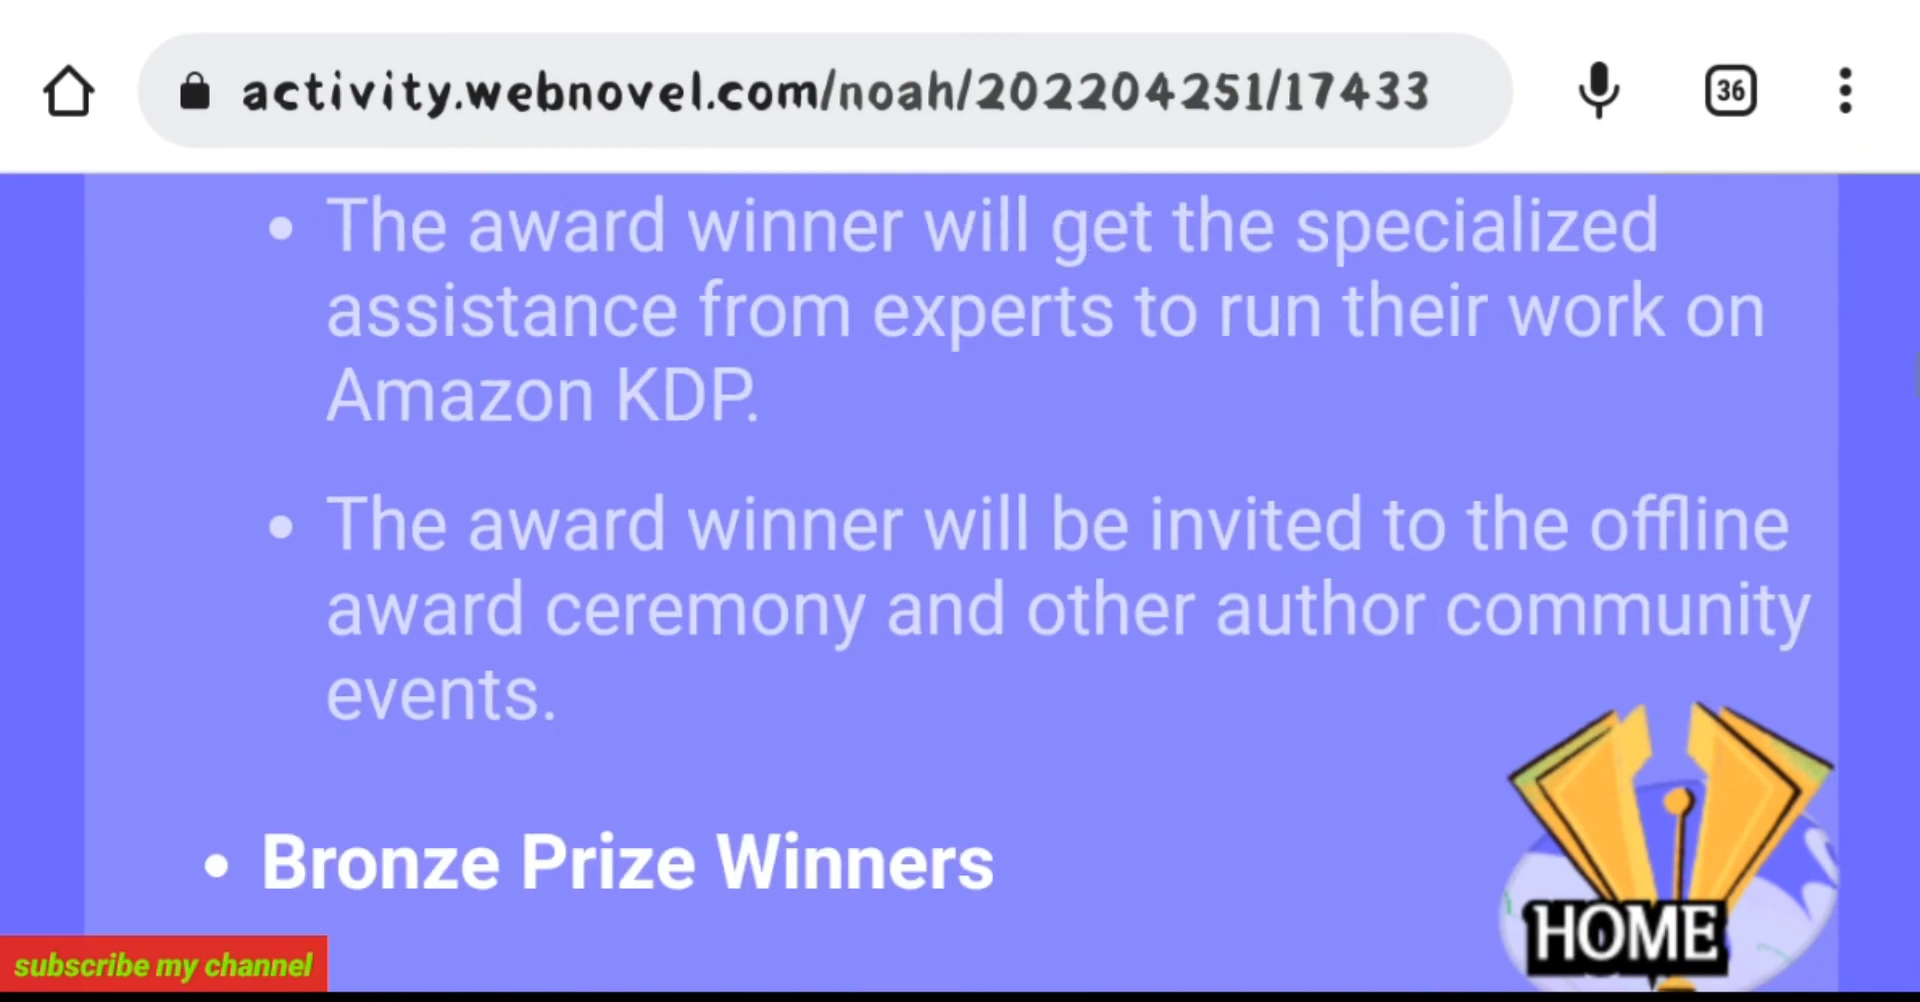 activity.webnovel.com/noah/202204251/17433
36
• The award winner will get the specialized
assistance from experts to run their work on
Amazon KDP.
• The award winner will be invited to the offline
award ceremony and other author community
events.
• Bronze Prize Winners
HOME
subscribe my channel